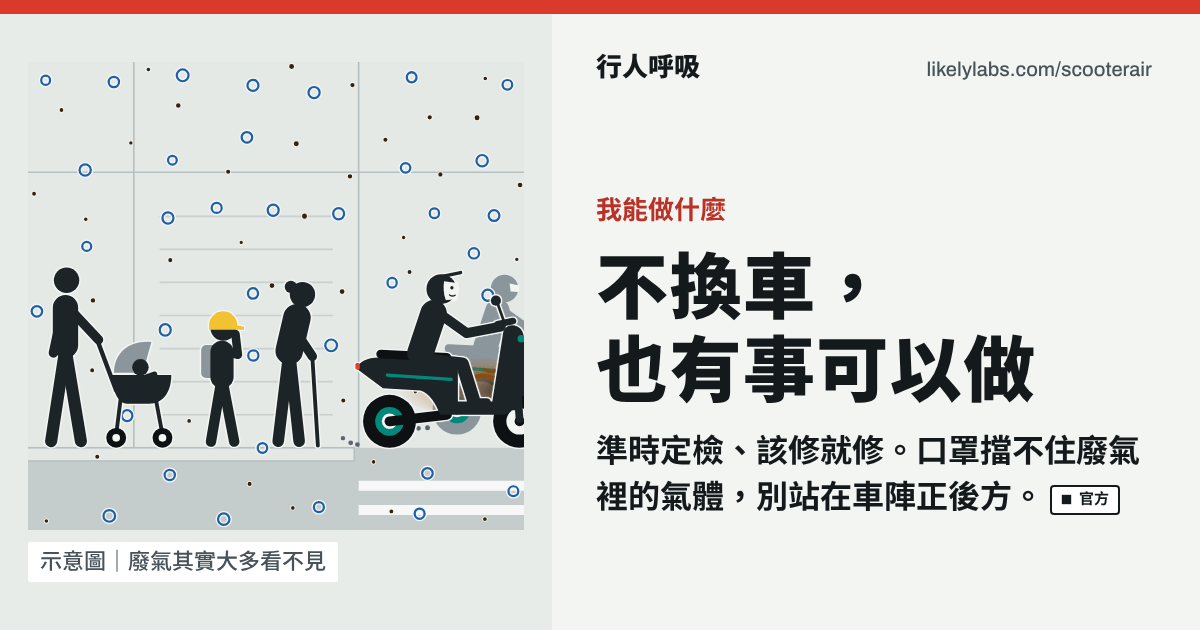 行人呼吸
likelylabs.com/scooterair
我能做什麼
不換車，
也有事可以做
準時定檢、該修就修。口罩擋不住廢氣
裡的氣體，別站在車陣正後方。 ■ 官方
示意圖｜廢氣其實大多看不見